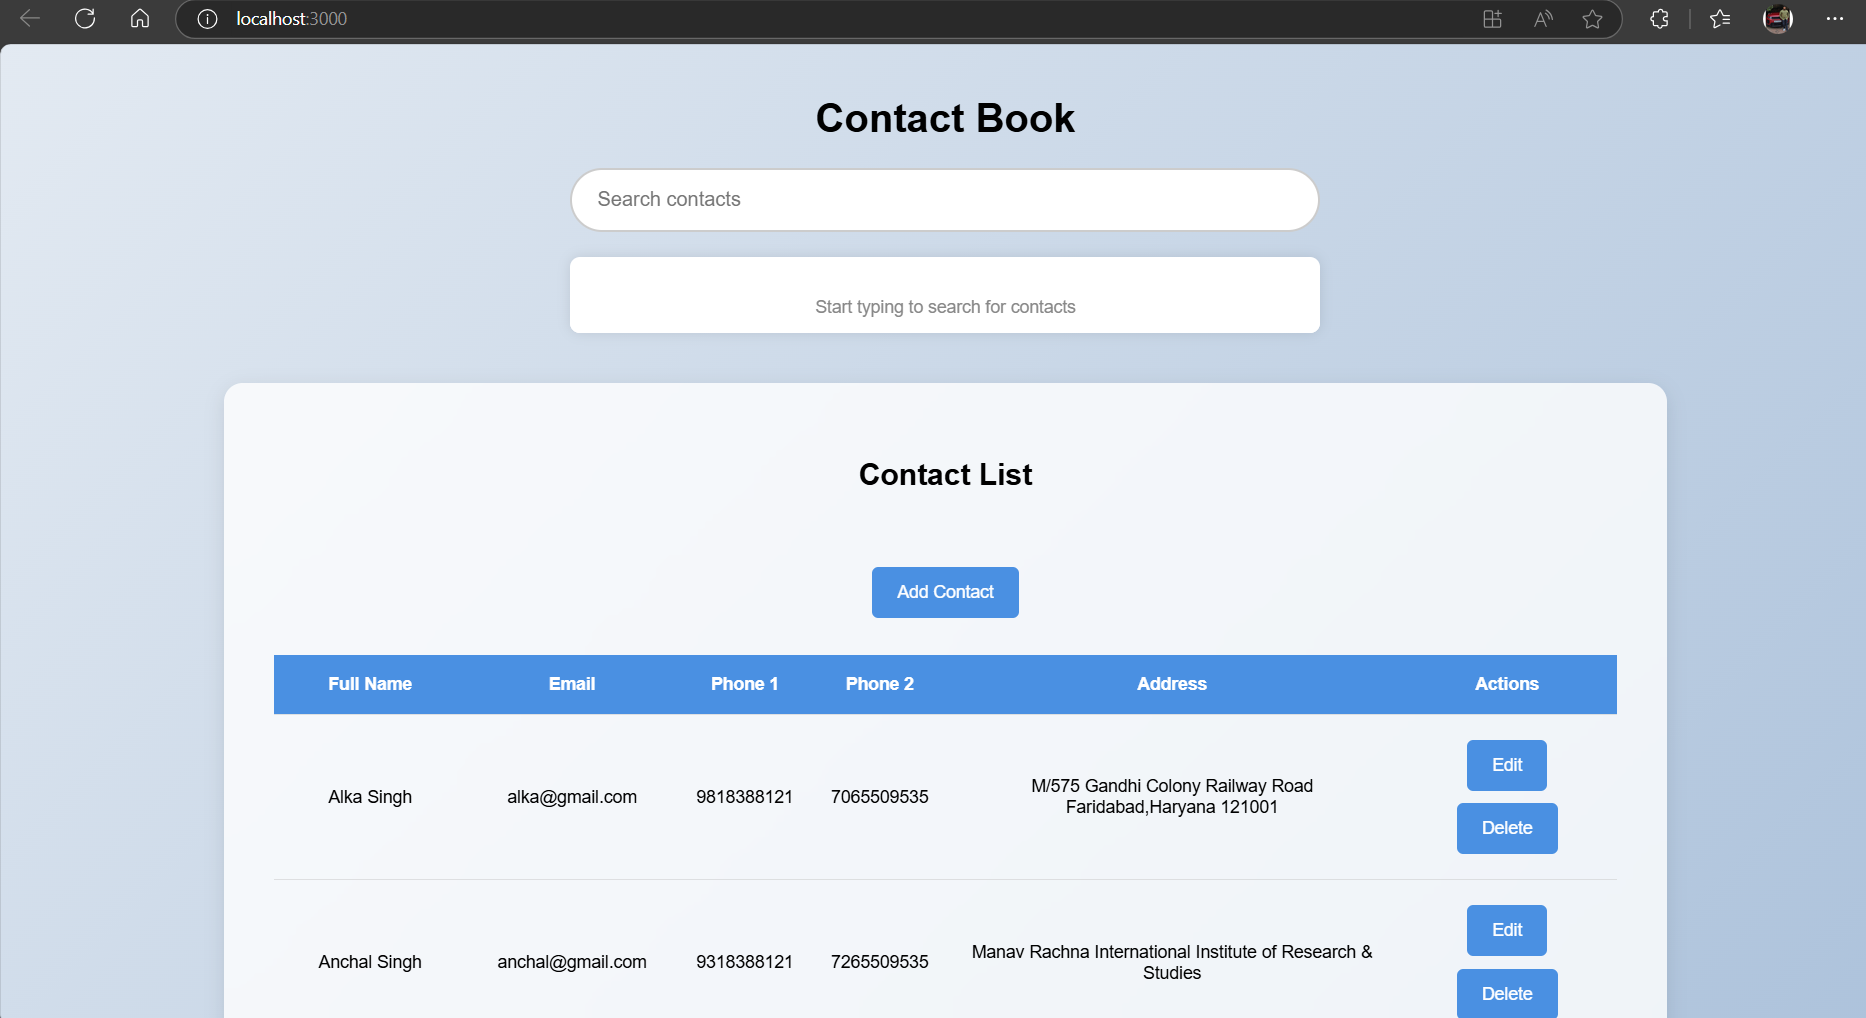 localhost:3000
Contact Book
Search contacts
Start typing to search for contacts
Contact List
Add Contact
Full Name Email Phone 1 Phone 2 Address Actions
Alka Singh alka@gmail.com 9818388121 7065509535 M/575 Gandhi Colony Railway Road
Faridabad,Haryana 121001
Edit
Delete
Anchal Singh anchal@gmail.com 9318388121 7265509535 Manav Rachna International Institute of Research &
Studies
Edit
Delete